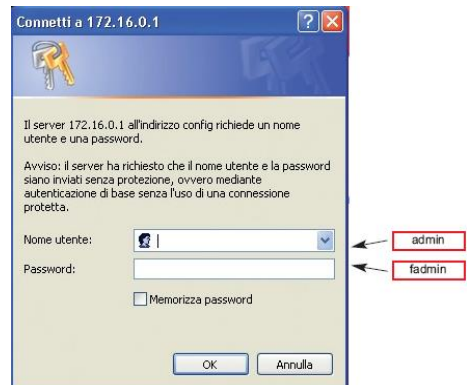 Connetti a 172.16.0.1
Il server 172.16.0.1 all'indirizzo config richiede un nome
utente e una password.
Avviso: il server ha richiesto che il nome utente e la password
siano inviati senza protezione, ovvero mediante
autenticazione di base senza l'uso di una connessione
protetta.
Nome utente:
admin
Password:
fadmin
Memorizza password
OK
Annulla